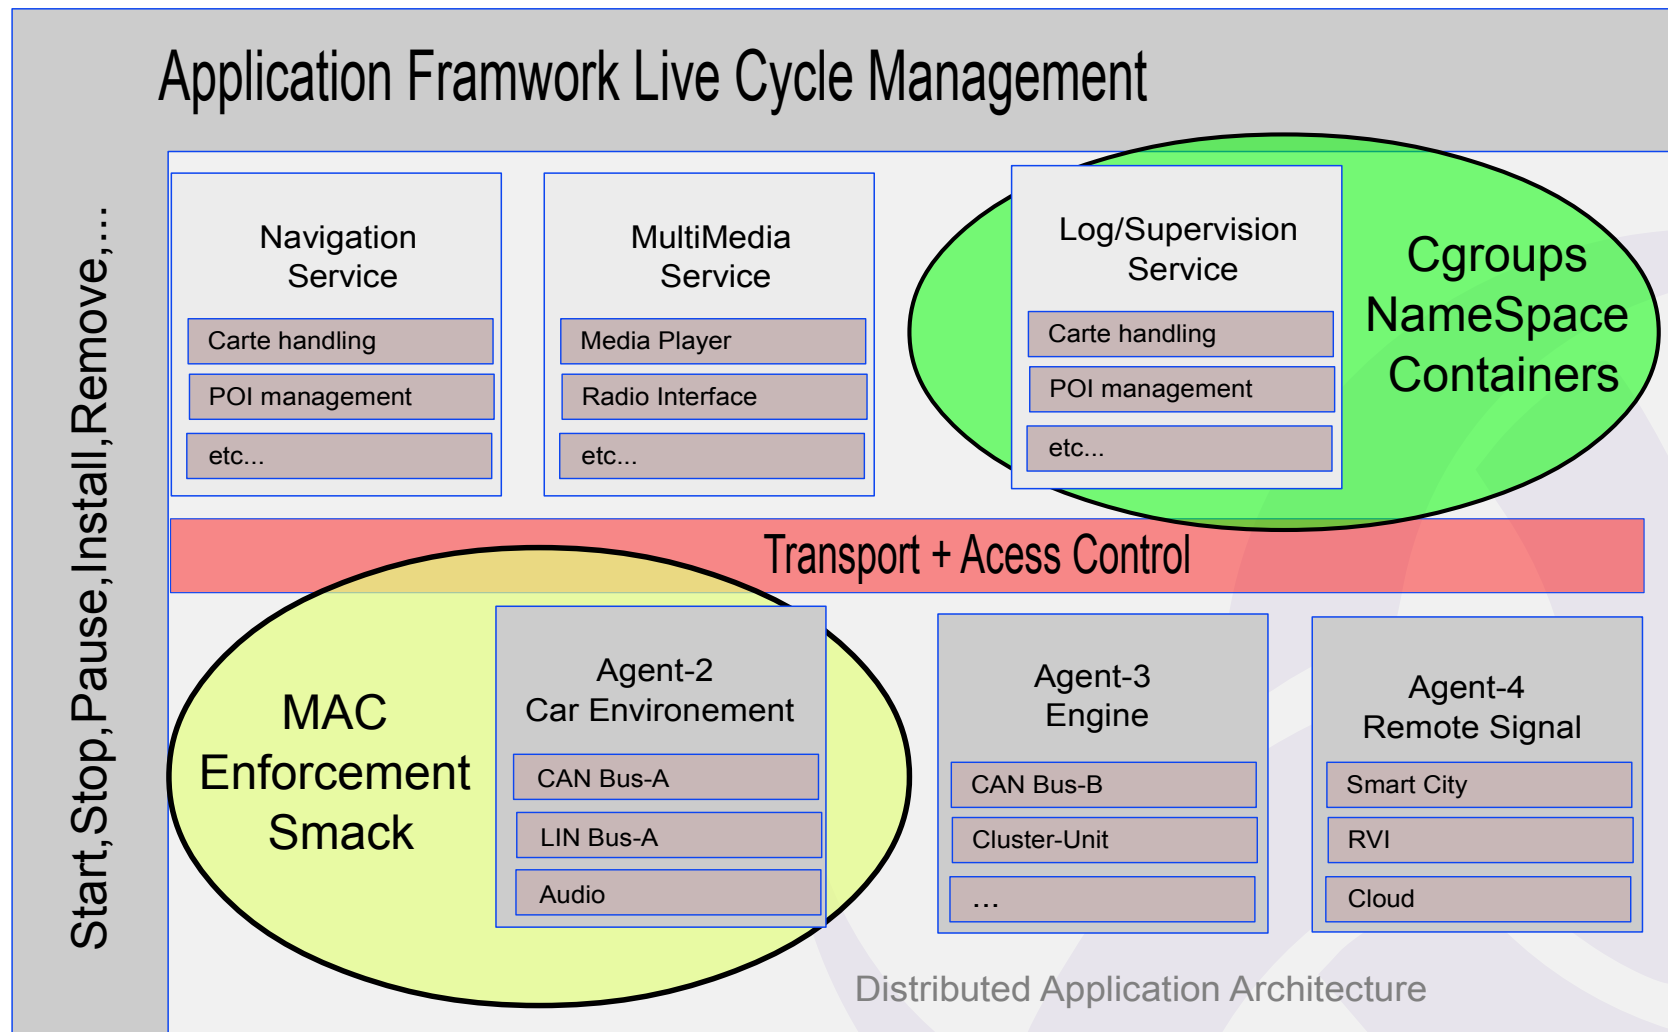 Application Framwork Live Cycle Management
Start,Stop,Pause,Install,Remove,...
Navigation
Service
Carte handling
POI management
etc...
MultiMedia
Service
Media Player
Radio Interface
etc...
Log/Supervision
Service
Carte handling
POI management
etc...
Cgroups
NameSpace
Containers
Transport + Acess Control
MAC
Enforcement
Smack
Agent-2
Car Environement
CAN Bus-A
LIN Bus-A
Audio
Agent-3
Engine
CAN Bus-B
Cluster-Unit
...
Agent-4
Remote Signal
Smart City
RVI
Cloud
Distributed Application Architecture